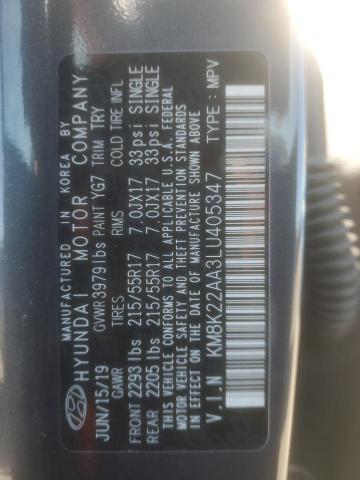 MANUFACTURED IN KOREA BY
HYUNDAI MOTOR COMPANY
JUN/15/19 GVWR 3979 lbs PAINT YG7 TRIM TRY
GAWR TIRES RIMS COLD TIRE INFL
FRONT 2293 lbs 215/55R17 7.0JX17 33psi SINGLE
REAR 2205 lbs 215/55R17 7.0JX17 33psi SINGLE
THIS VEHICLE CONFORMS TO ALL APPLICABLE U.S.A. FEDERAL
MOTOR VEHICLE SAFETY AND THEFT PREVENTION STANDARDS
IN EFFECT ON THE DATE OF MANUFACTURE SHOWN ABOVE
V.I.N KM8K22AA3LU405347 TYPE: MPV